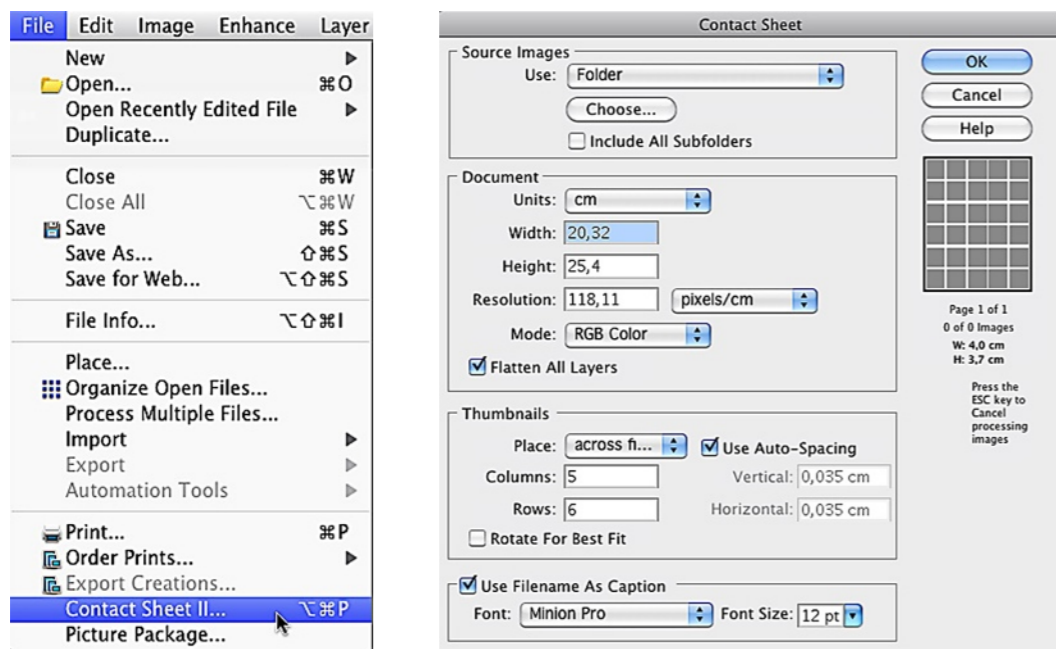 File Edit Image Enhance Layer
New
Open... ⌘O
Open Recently Edited File
Duplicate...
Close ⌘W
Close All ⌥⌘W
Save ⌘S
Save As... ⇧⌘S
Save for Web... ⌥⇧⌘S
File Info... ⌥⇧⌘I
Place...
Organize Open Files...
Process Multiple Files...
Import
Export
Automation Tools
Print... ⌘P
Order Prints...
Export Creations...
Contact Sheet II... ⌥⌘P
Picture Package...
Contact Sheet
Source Images
Use: Folder
Choose...
Include All Subfolders
Document
Units: cm
Width: 20,32
Height: 25,4
Resolution: 118,11 pixels/cm
Mode: RGB Color
Flatten All Layers
Thumbnails
Place: across fi... Use Auto-Spacing
Columns: 5 Vertical: 0,035 cm
Rows: 6 Horizontal: 0,035 cm
Rotate For Best Fit
Use Filename As Caption
Font: Minion Pro Font Size: 12 pt
OK
Cancel
Help
Page 1 of 1
0 of 0 Images
W: 4,0 cm
H: 3,7 cm
Press the
ESC key to
Cancel
processing
images